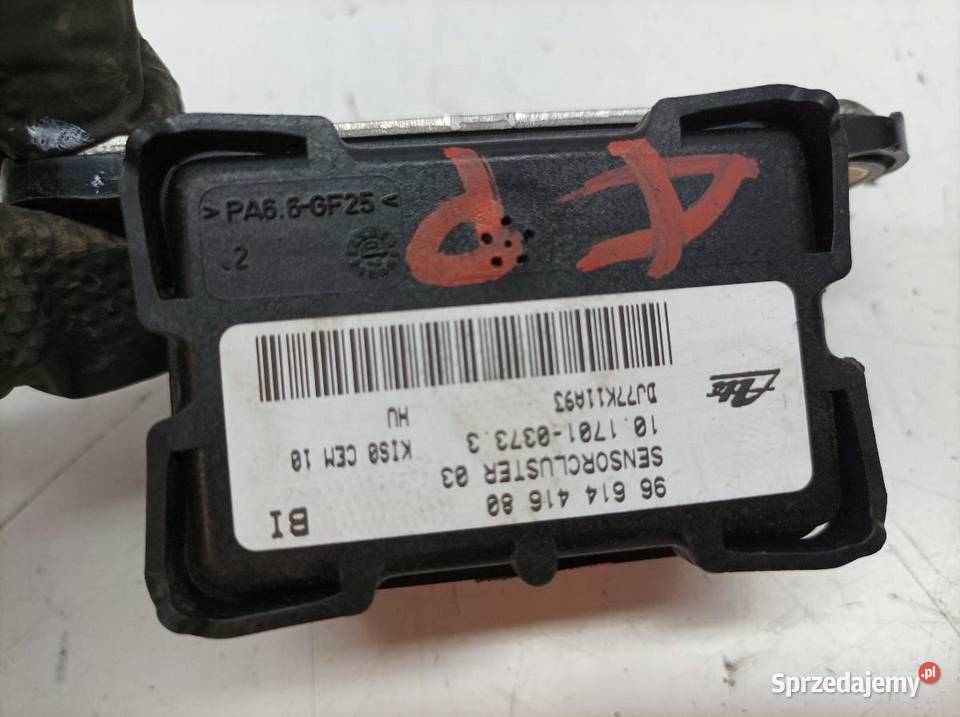 >PA6.6-GF25<
.2
96 614 416 80
BI
SENSORCLUSTER 03
10.1701-0373.3
KIS0 CEM 10
DJ77K11A93
HU
Ate
Sprzedajemy.pl